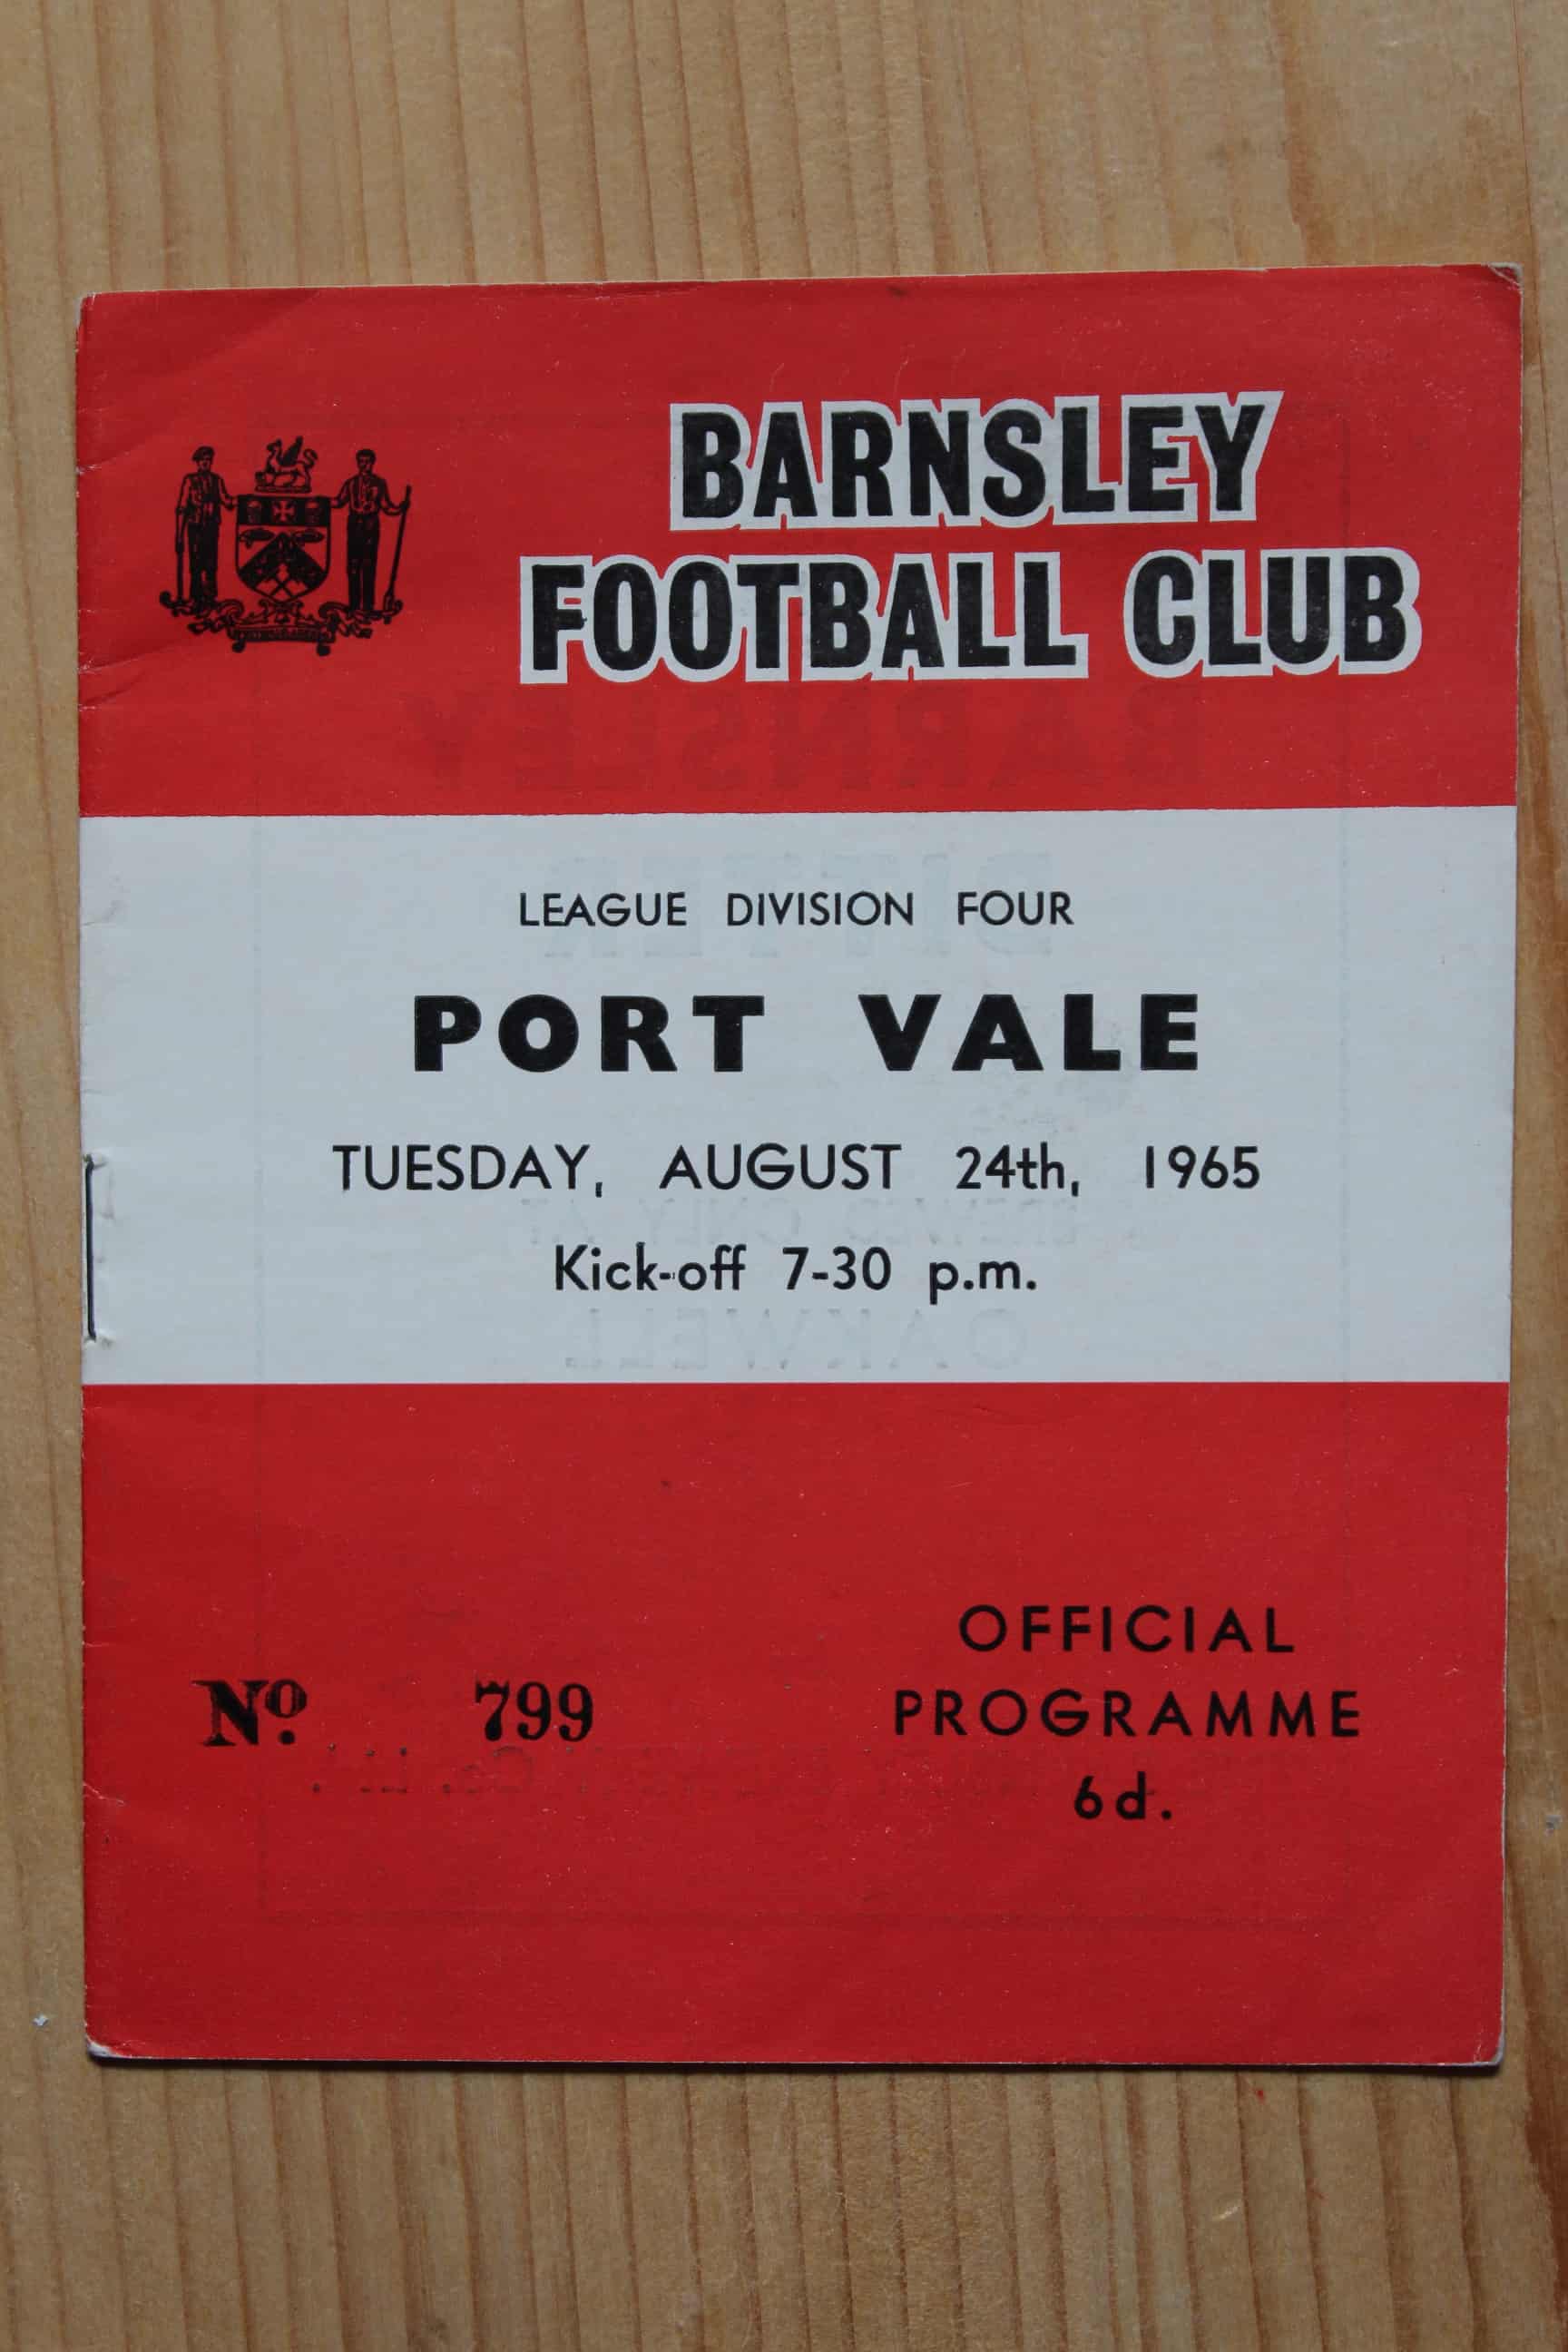 BARNSLEY
FOOTBALL CLUB
LEAGUE DIVISION FOUR
PORT VALE
TUESDAY, AUGUST 24th, 1965
Kick-off 7-30 p.m.
OFFICIAL
PROGRAMME
6d.
Nº. 799